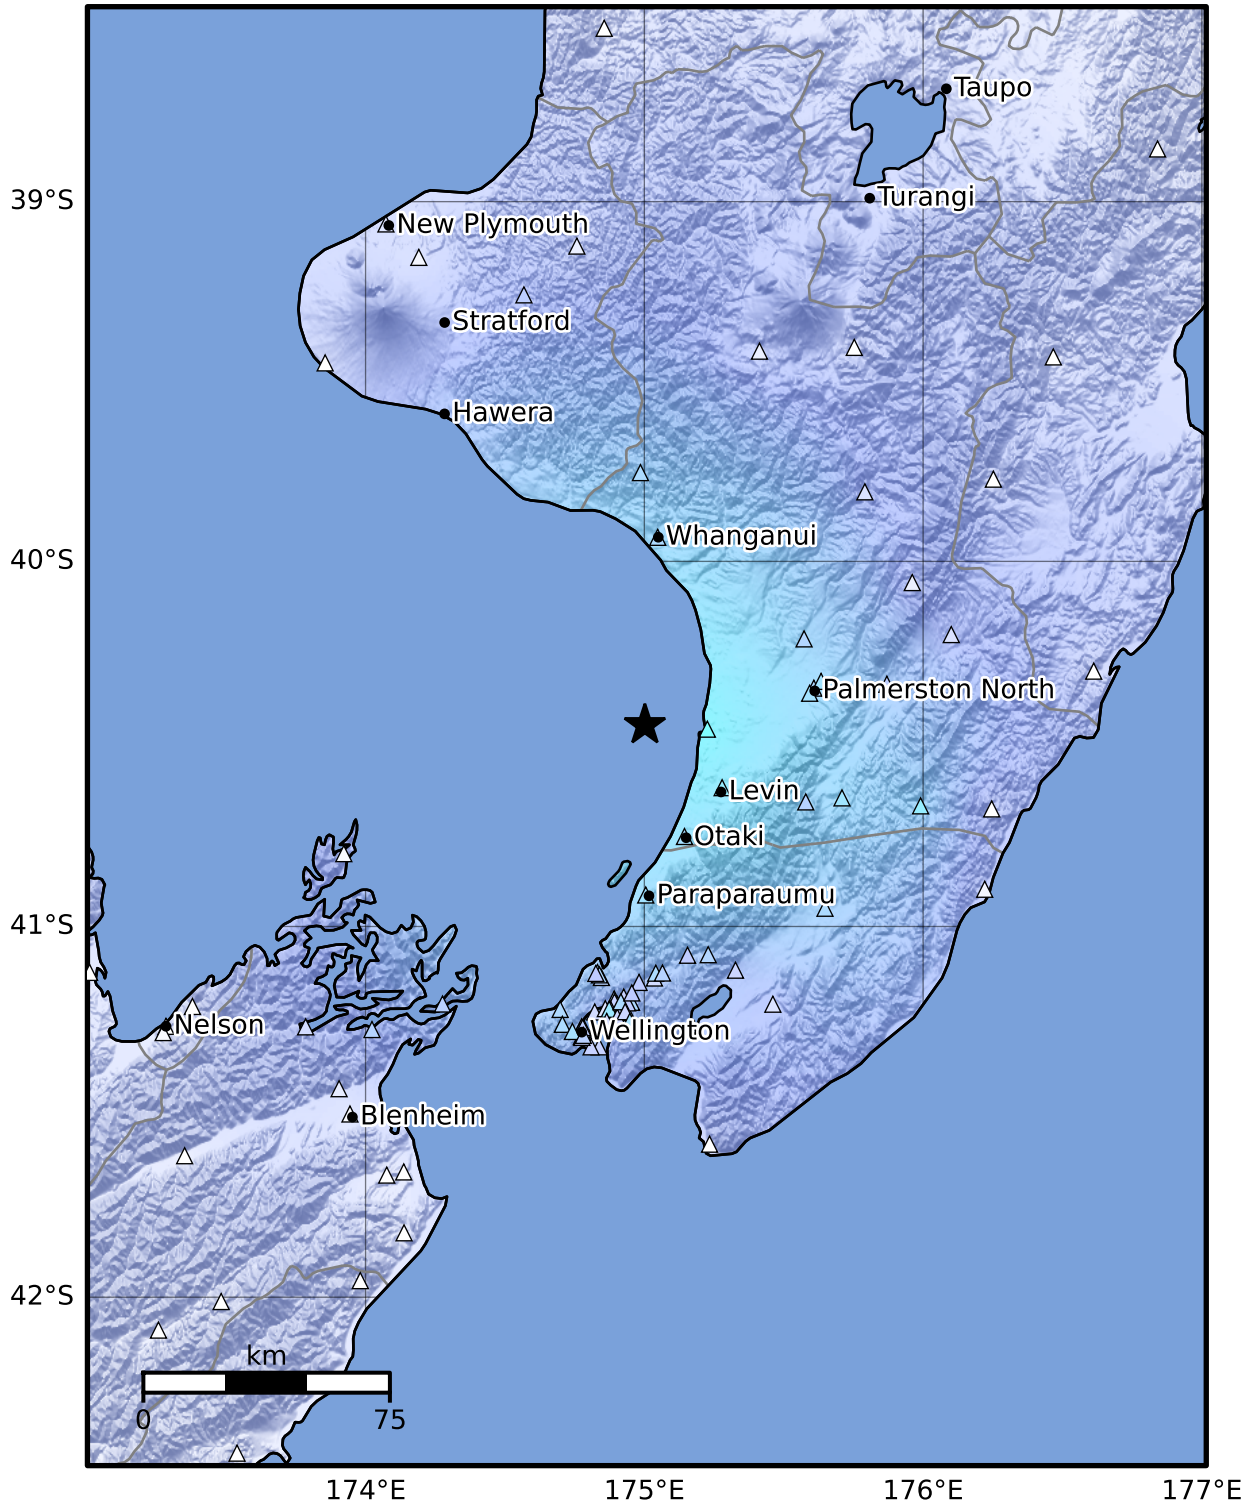 Taupo
39°S
Turangi
New Plymouth
Stratford
Hawera
Whanganui
40°S
Palmerston North
Levin
Otaki
Paraparaumu
41°S
Nelson
Wellington
Blenheim
42°S
km
0 75
174°E 175°E 176°E 177°E